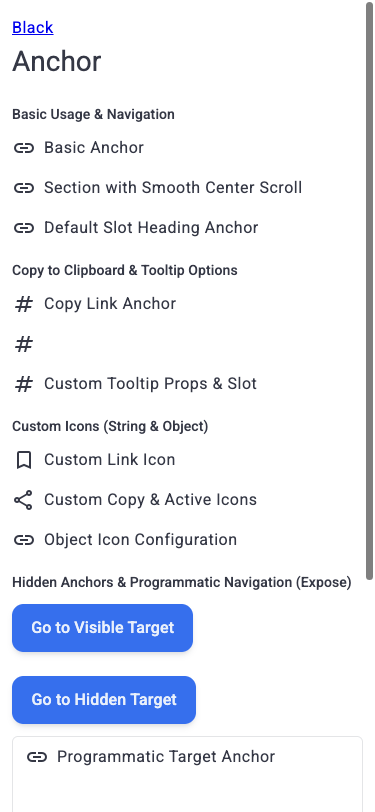 Black
Anchor
Basic Usage & Navigation
Basic Anchor
Section with Smooth Center Scroll
Default Slot Heading Anchor
Copy to Clipboard & Tooltip Options
# Copy Link Anchor
#
# Custom Tooltip Props & Slot
Custom Icons (String & Object)
Custom Link Icon
Custom Copy & Active Icons
Object Icon Configuration
Hidden Anchors & Programmatic Navigation (Expose)
Go to Visible Target
Go to Hidden Target
Programmatic Target Anchor